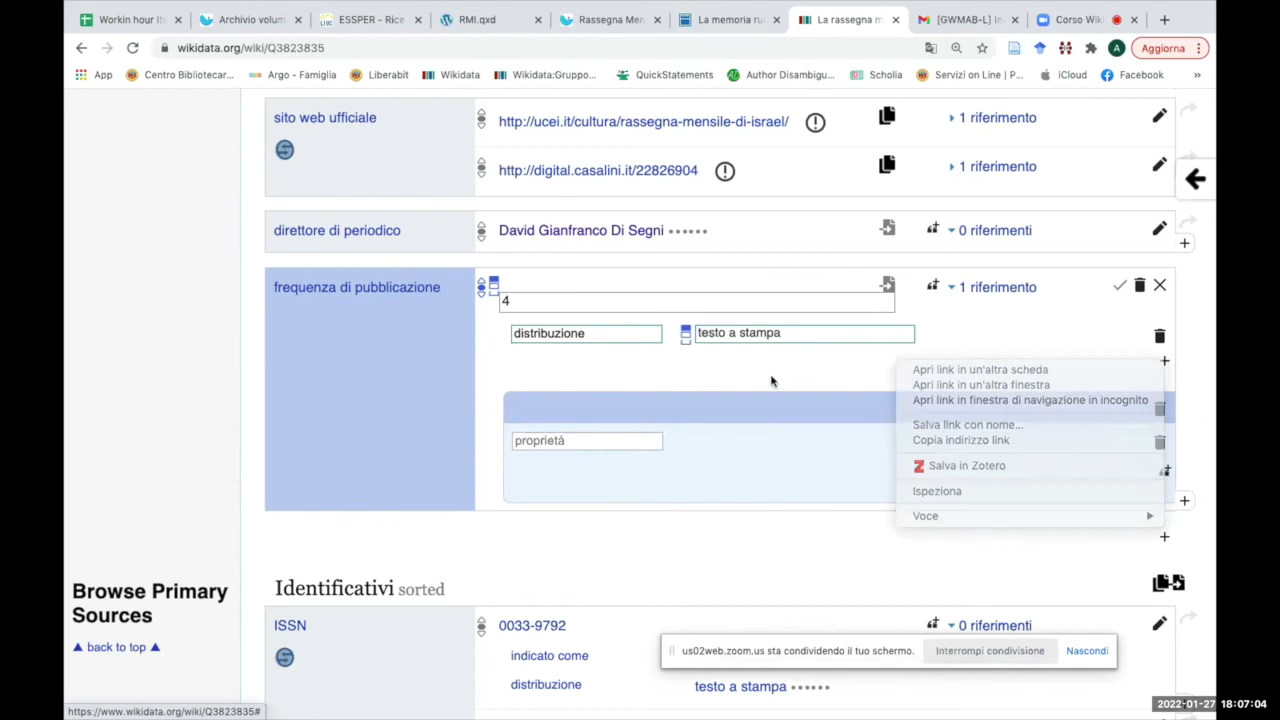 Workin hour It:
Archivio volum
ESSPER - Rice
RMI.qxd
Rassegna Men
La memoria ru
La rassegna m
[GWMAB-L] In
Corso Wiki
wikidata.org/wiki/Q3823835
Aggiorna
App
Centro Bibliotecar...
Argo - Famiglia
Liberabit
Wikidata
Wikidata:Gruppo...
QuickStatements
Author Disambigu...
Scholia
Servizi on Line | P...
iCloud
Facebook
sito web ufficiale
http://ucei.it/cultura/rassegna-mensile-di-israel/
1 riferimento
http://digital.casalini.it/22826904
1 riferimento
direttore di periodico
David Gianfranco Di Segni
0 riferimenti
frequenza di pubblicazione
1 riferimento
4
distribuzione
testo a stampa
Apri link in un'altra scheda
Apri link in un'altra finestra
Apri link in finestra di navigazione in incognito
Salva link con nome...
Copia indirizzo link
proprietà
Salva in Zotero
Ispeziona
Voce
Browse Primary
Sources
▲ back to top ▲
Identificativi sorted
ISSN
0033-9792
0 riferimenti
indicato come
us02web.zoom.us sta condividendo il tuo schermo.
Interrompi condivisione
Nascondi
distribuzione
testo a stampa
https://www.wikidata.org/wiki/Q3823835#
2022-01-27 18:07:04